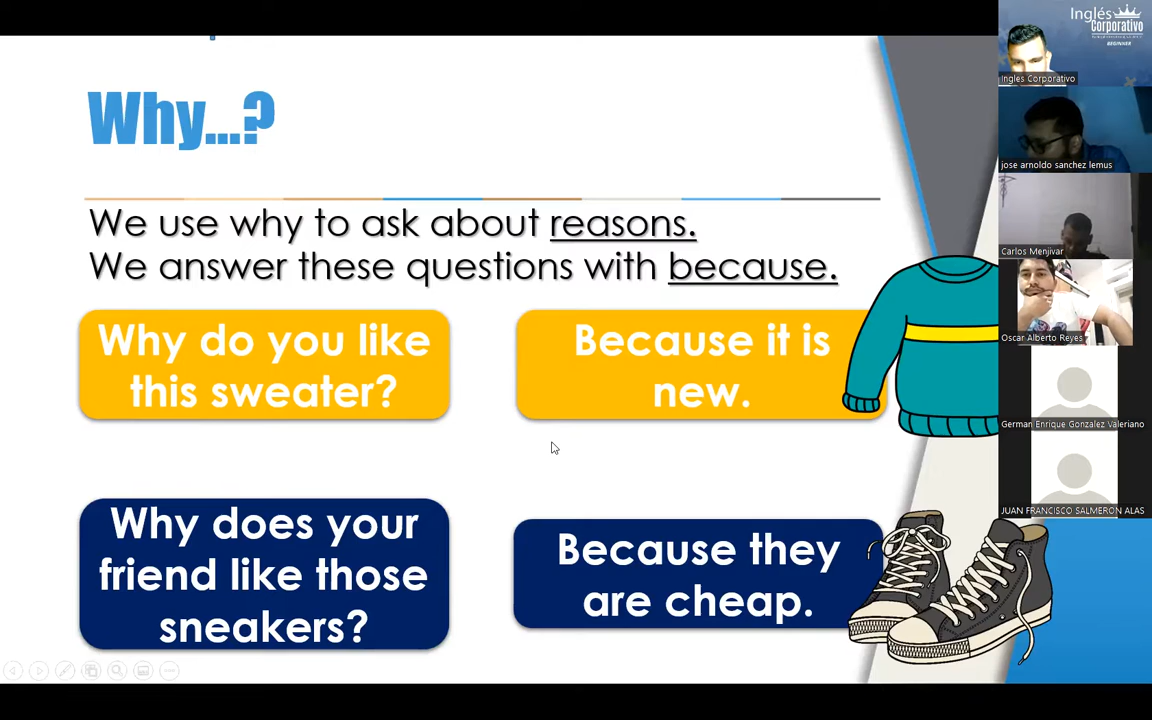 Why...?
We use why to ask about reasons.
We answer these questions with because.
Why do you like
this sweater?
Because it is
new.
Why does your
friend like those
sneakers?
Because they
are cheap.
Inglés
Corporativo
BEGINNER
Ingles Corporativo
jose arnoldo sanchez lemus
Carlos Menjivar
Oscar Alberto Reyes
German Enrique Gonzalez Valeriano
JUAN FRANCISCO SALMERON ALAS